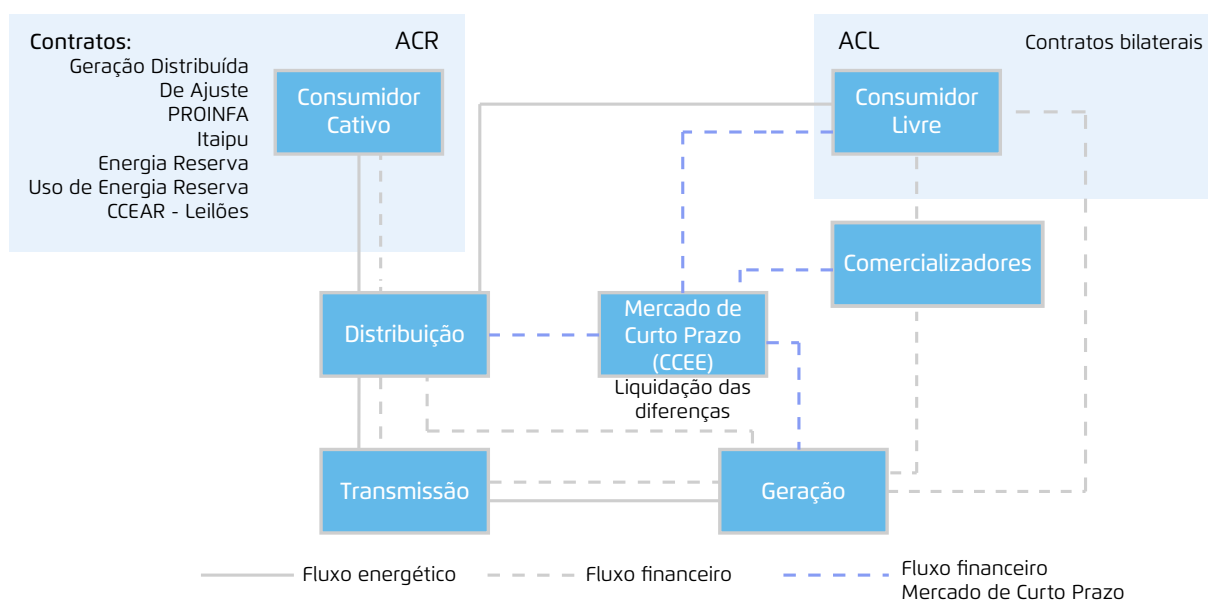 Contratos:
Geração Distribuída
De Ajuste
PROINFA
Itaipu
Energia Reserva
Uso de Energia Reserva
CCEAR - Leilões
ACR
Consumidor
Cativo
ACL
Contratos bilaterais
Consumidor
Livre
Comercializadores
Distribuição
Mercado de
Curto Prazo
(CCEE)
Liquidação das
diferenças
Transmissão
Geração
Fluxo energético
Fluxo financeiro
Fluxo financeiro
Mercado de Curto Prazo